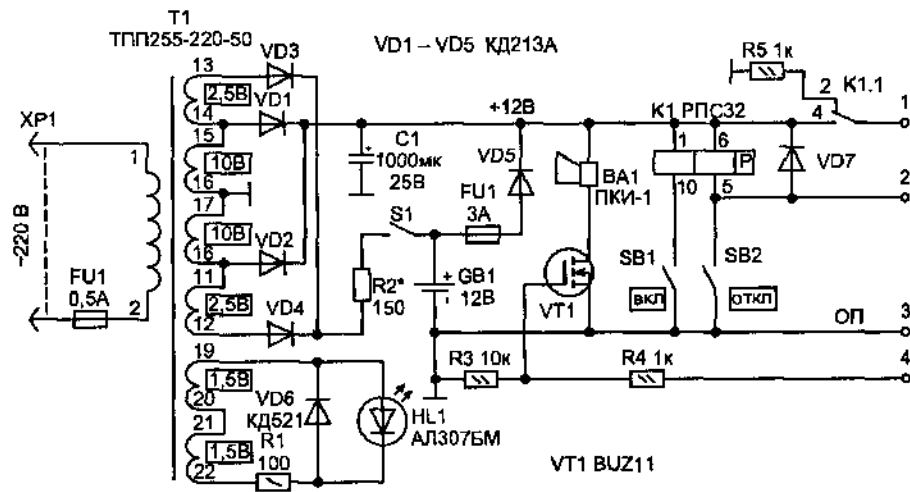 T1
ТПП255-220-50
VD1 – VD5 КД213А
XP1
~220 В
FU1
0,5А
1
2
13
14
15
16
17
16
11
12
19
20
21
22
2,5В
10В
10В
2,5В
1,5В
1,5В
VD3
VD1
VD2
VD4
VD6
КД521
R1
100
HL1
АЛ307БМ
+
C1
1000мк
25В
S1
R2*
150
+12В
VD5
FU1
3А
+
GB1
12В
BA1
ПКИ-1
VT1
R3 10к
R4 1к
K1 РПС32
1
6
P
10
5
SB1
ВКЛ
SB2
ОТКЛ
VD7
R5 1к
K1.1
2
4
1
2
ОП
3
4
VT1 BUZ11